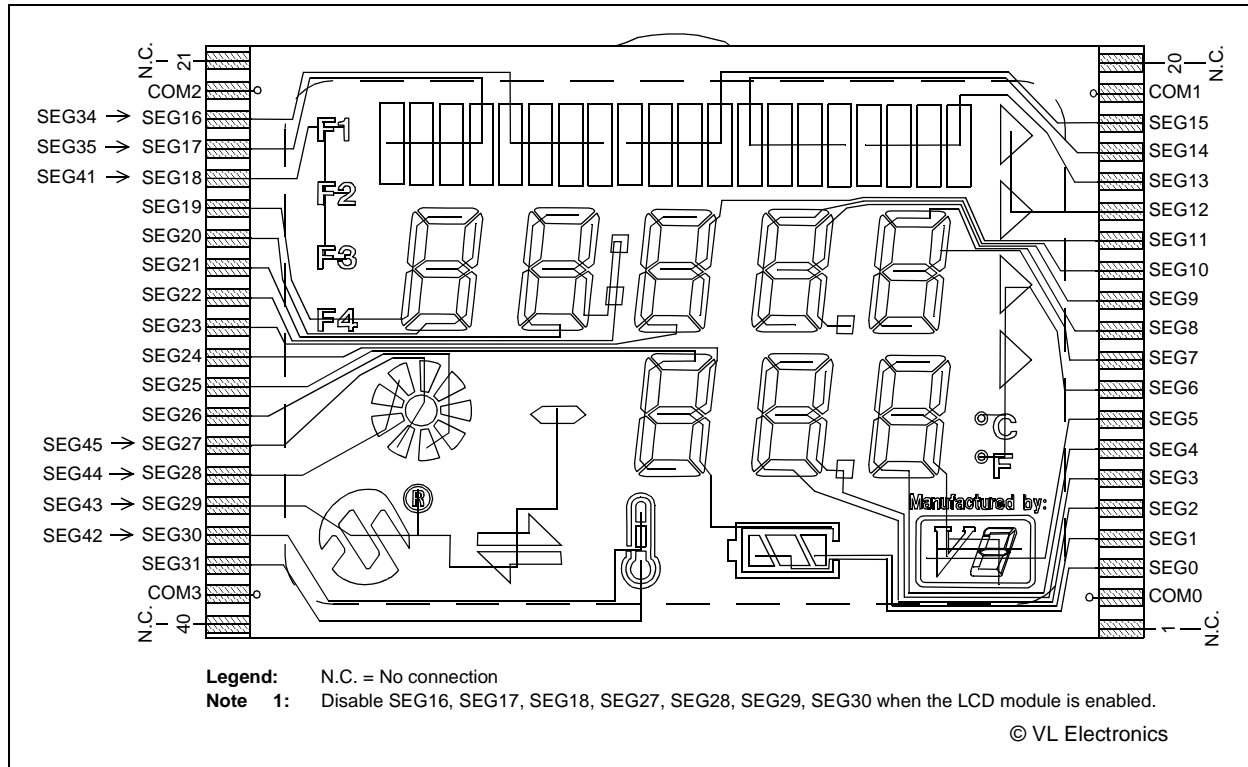 N.C. 21
20 N.C.
COM2
COM1
SEG34 → SEG16
SEG15
SEG35 → SEG17
SEG14
SEG41 → SEG18
SEG13
SEG19
SEG12
SEG20
SEG11
SEG21
SEG10
SEG22
SEG9
SEG23
SEG8
SEG24
SEG7
SEG25
SEG6
SEG26
SEG5
SEG45 → SEG27
SEG4
SEG44 → SEG28
SEG3
SEG43 → SEG29
SEG2
SEG42 → SEG30
SEG1
SEG31
SEG0
COM3
COM0
N.C. 40
1 N.C.
F1
F2
F3
F4
°C
°F
®
Manufactured by:
V
Legend: N.C. = No connection
Note 1: Disable SEG16, SEG17, SEG18, SEG27, SEG28, SEG29, SEG30 when the LCD module is enabled.
© VL Electronics